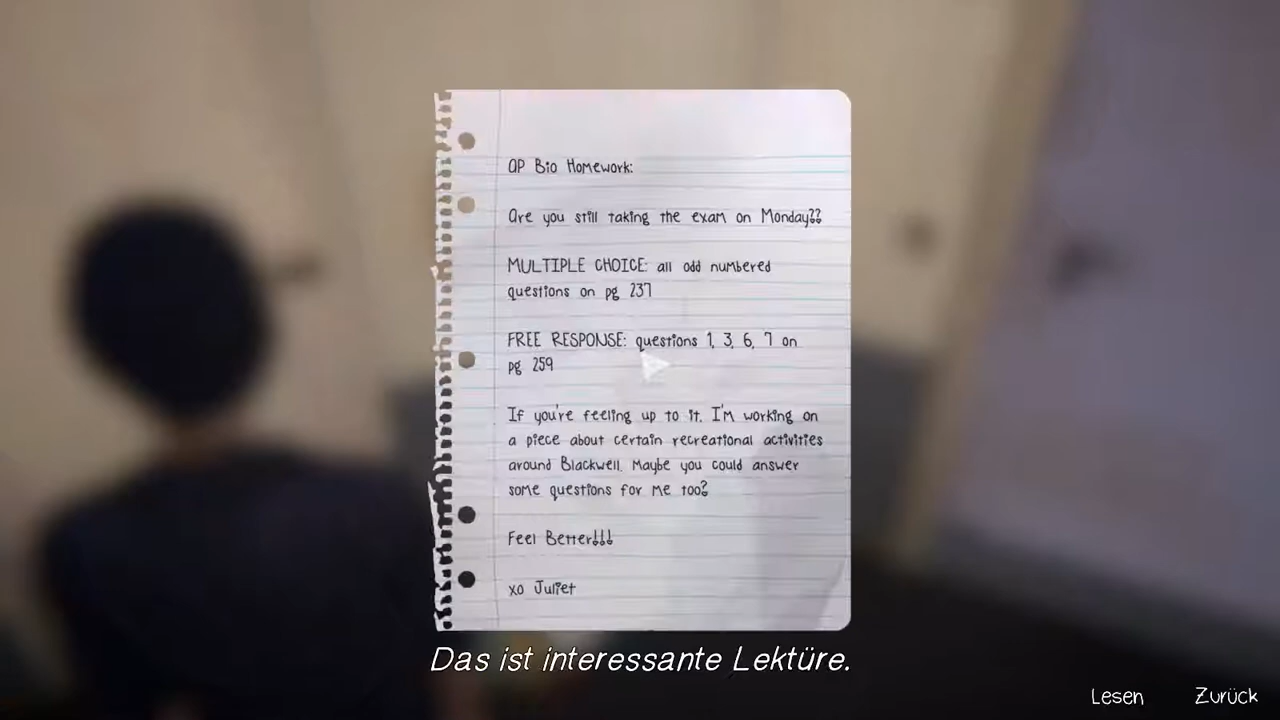 AP Bio Homework:
Are you still taking the exam on Monday??
MULTIPLE CHOICE: all odd numbered
questions on pg 237
FREE RESPONSE: questions 1, 3, 6, 7 on
pg 259
If you're feeling up to it, I'm working on
a piece about certain recreational activities
around Blackwell. Maybe you could answer
some questions for me too?
Feel Better!!!
xo Juliet
Das ist interessante Lektüre.
Lesen Zurück